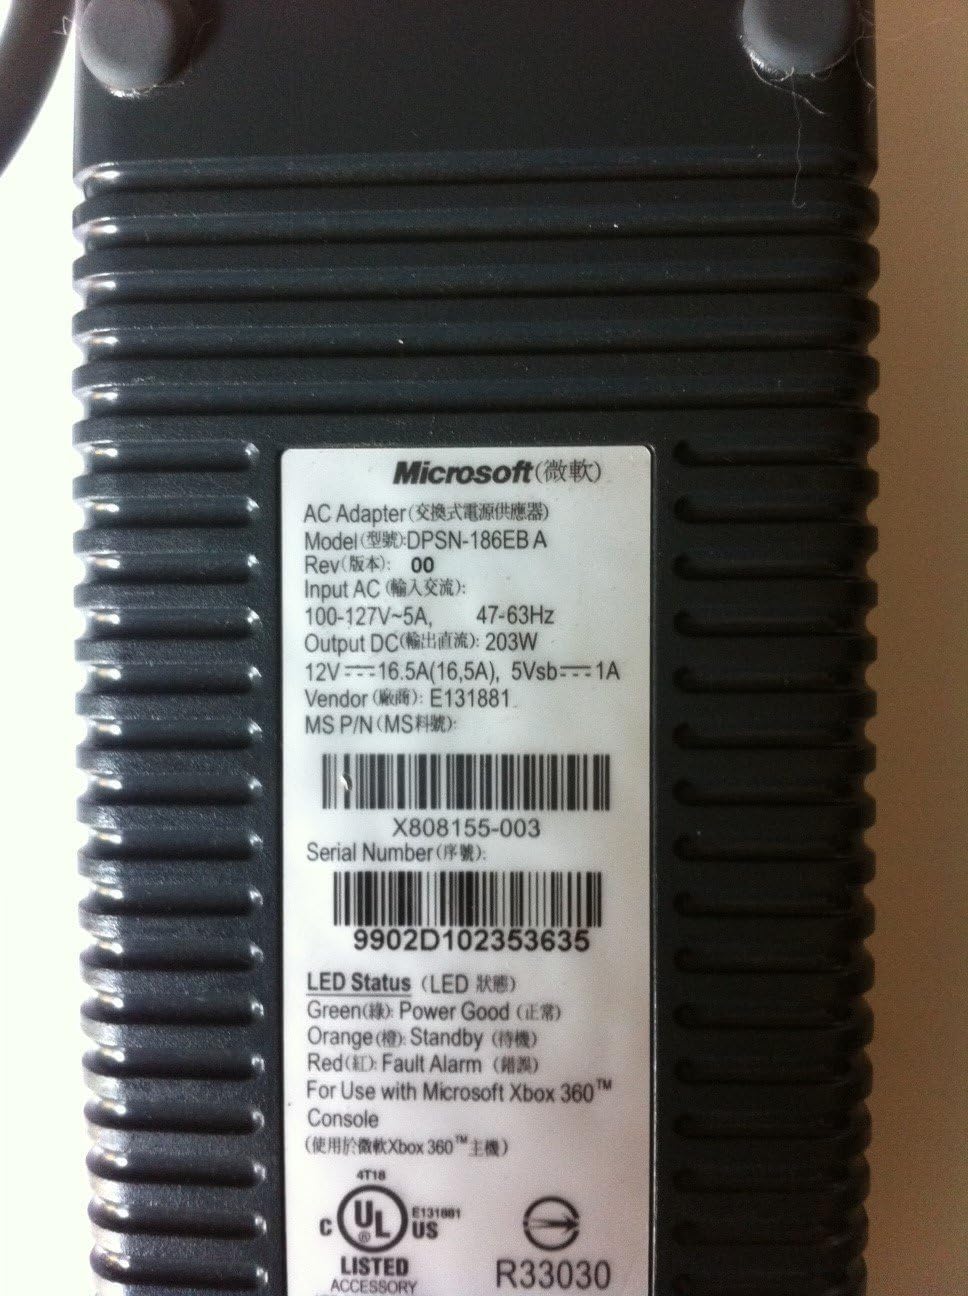 Microsoft(微軟)
AC Adapter(交換式電源供應器)
Model(型號):DPSN-186EB A
Rev(版本): 00
Input AC(輸入交流):
100-127V~5A, 47-63Hz
Output DC(輸出直流): 203W
12V⎓16.5A(16,5A), 5Vsb⎓1A
Vendor(廠商): E131881
MS P/N(MS料號):
X808155-003
Serial Number(序號):
9902D102353635
LED Status (LED 狀態)
Green(綠): Power Good (正常)
Orange(橙): Standby (待機)
Red(紅): Fault Alarm (錯誤)
For Use with Microsoft Xbox 360™
Console
(使用於微軟Xbox 360™主機)
4T18
C UL ® US E131881
LISTED
ACCESSORY
R33030